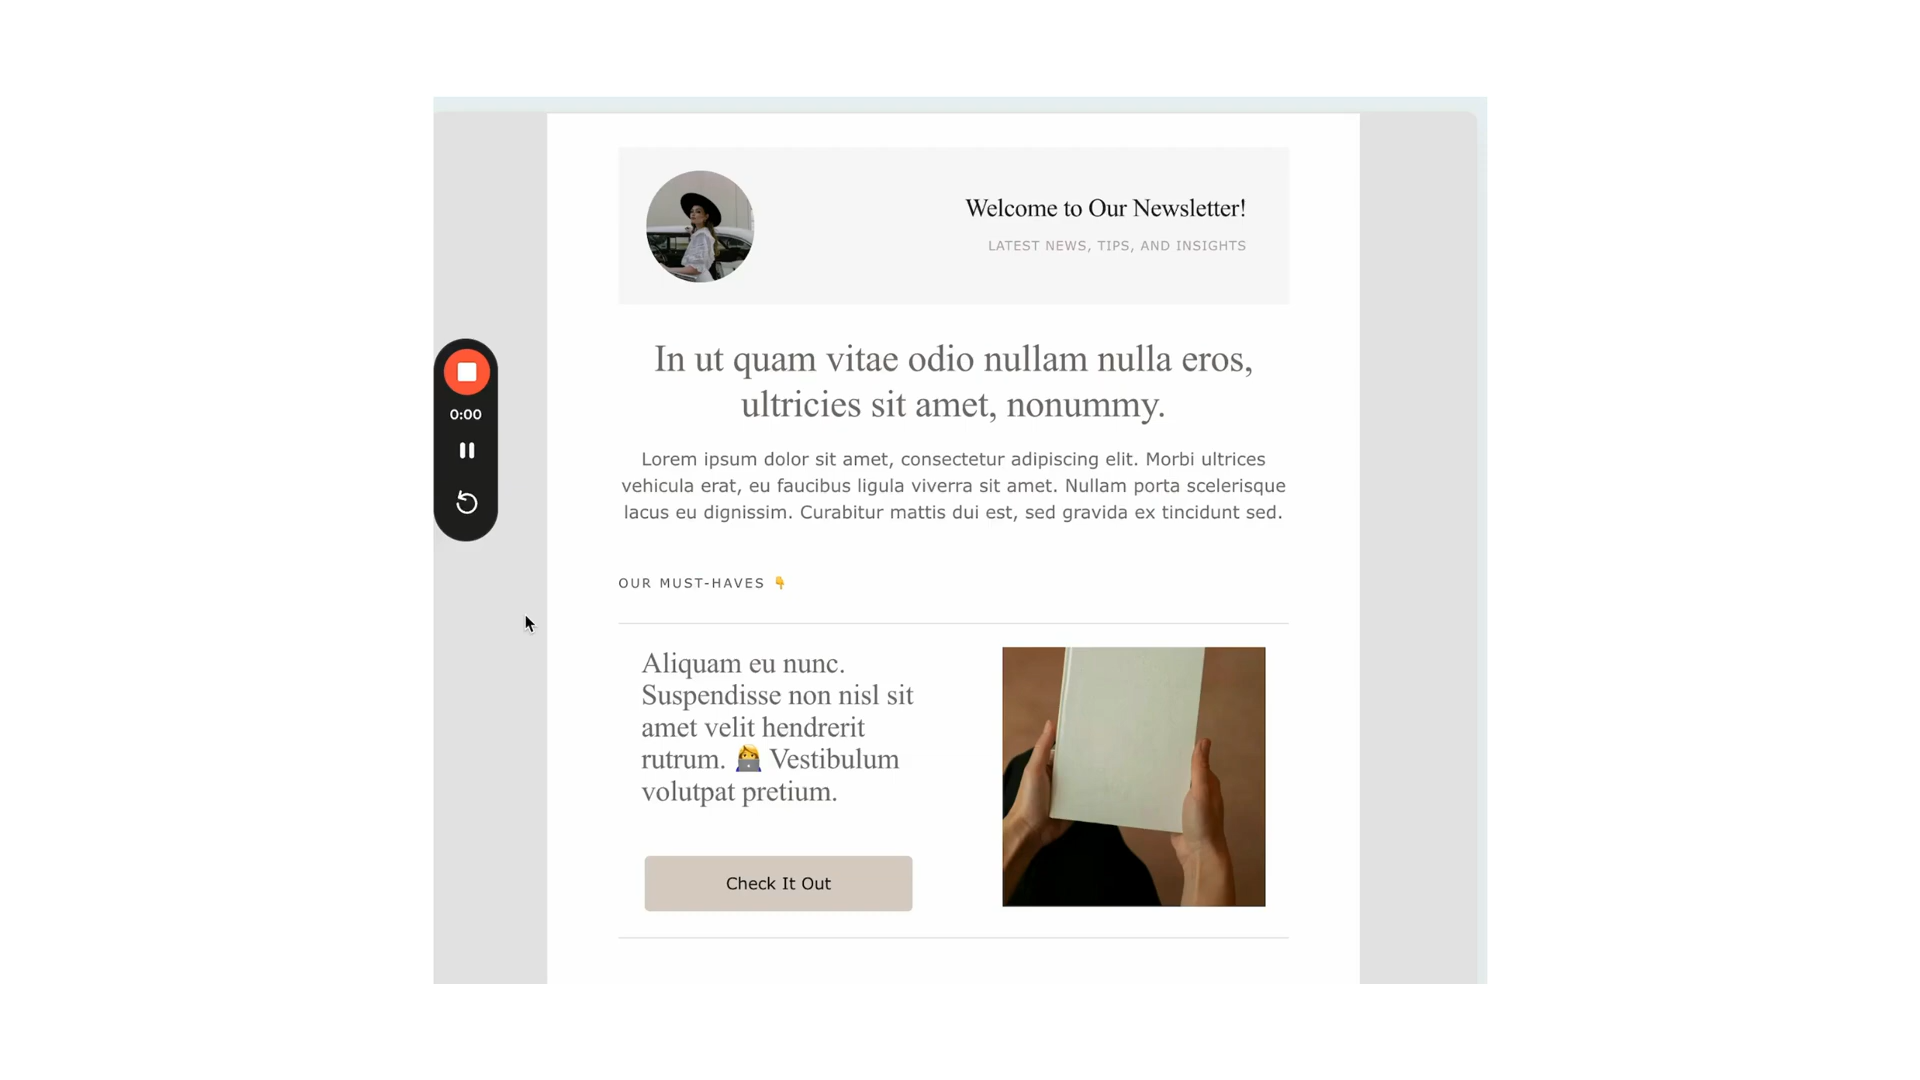 Welcome to Our Newsletter!
LATEST NEWS, TIPS, AND INSIGHTS
In ut quam vitae odio nullam nulla eros,
ultricies sit amet, nonummy.
0:00
Lorem ipsum dolor sit amet, consectetur adipiscing elit. Morbi ultrices
vehicula erat, eu faucibus ligula viverra sit amet. Nullam porta scelerisque
lacus eu dignissim. Curabitur mattis dui est, sed gravida ex tincidunt sed.
OUR MUST-HAVES 👇
Aliquam eu nunc.
Suspendisse non nisl sit
amet velit hendrerit
rutrum. 👩‍💻 Vestibulum
volutpat pretium.
Check It Out